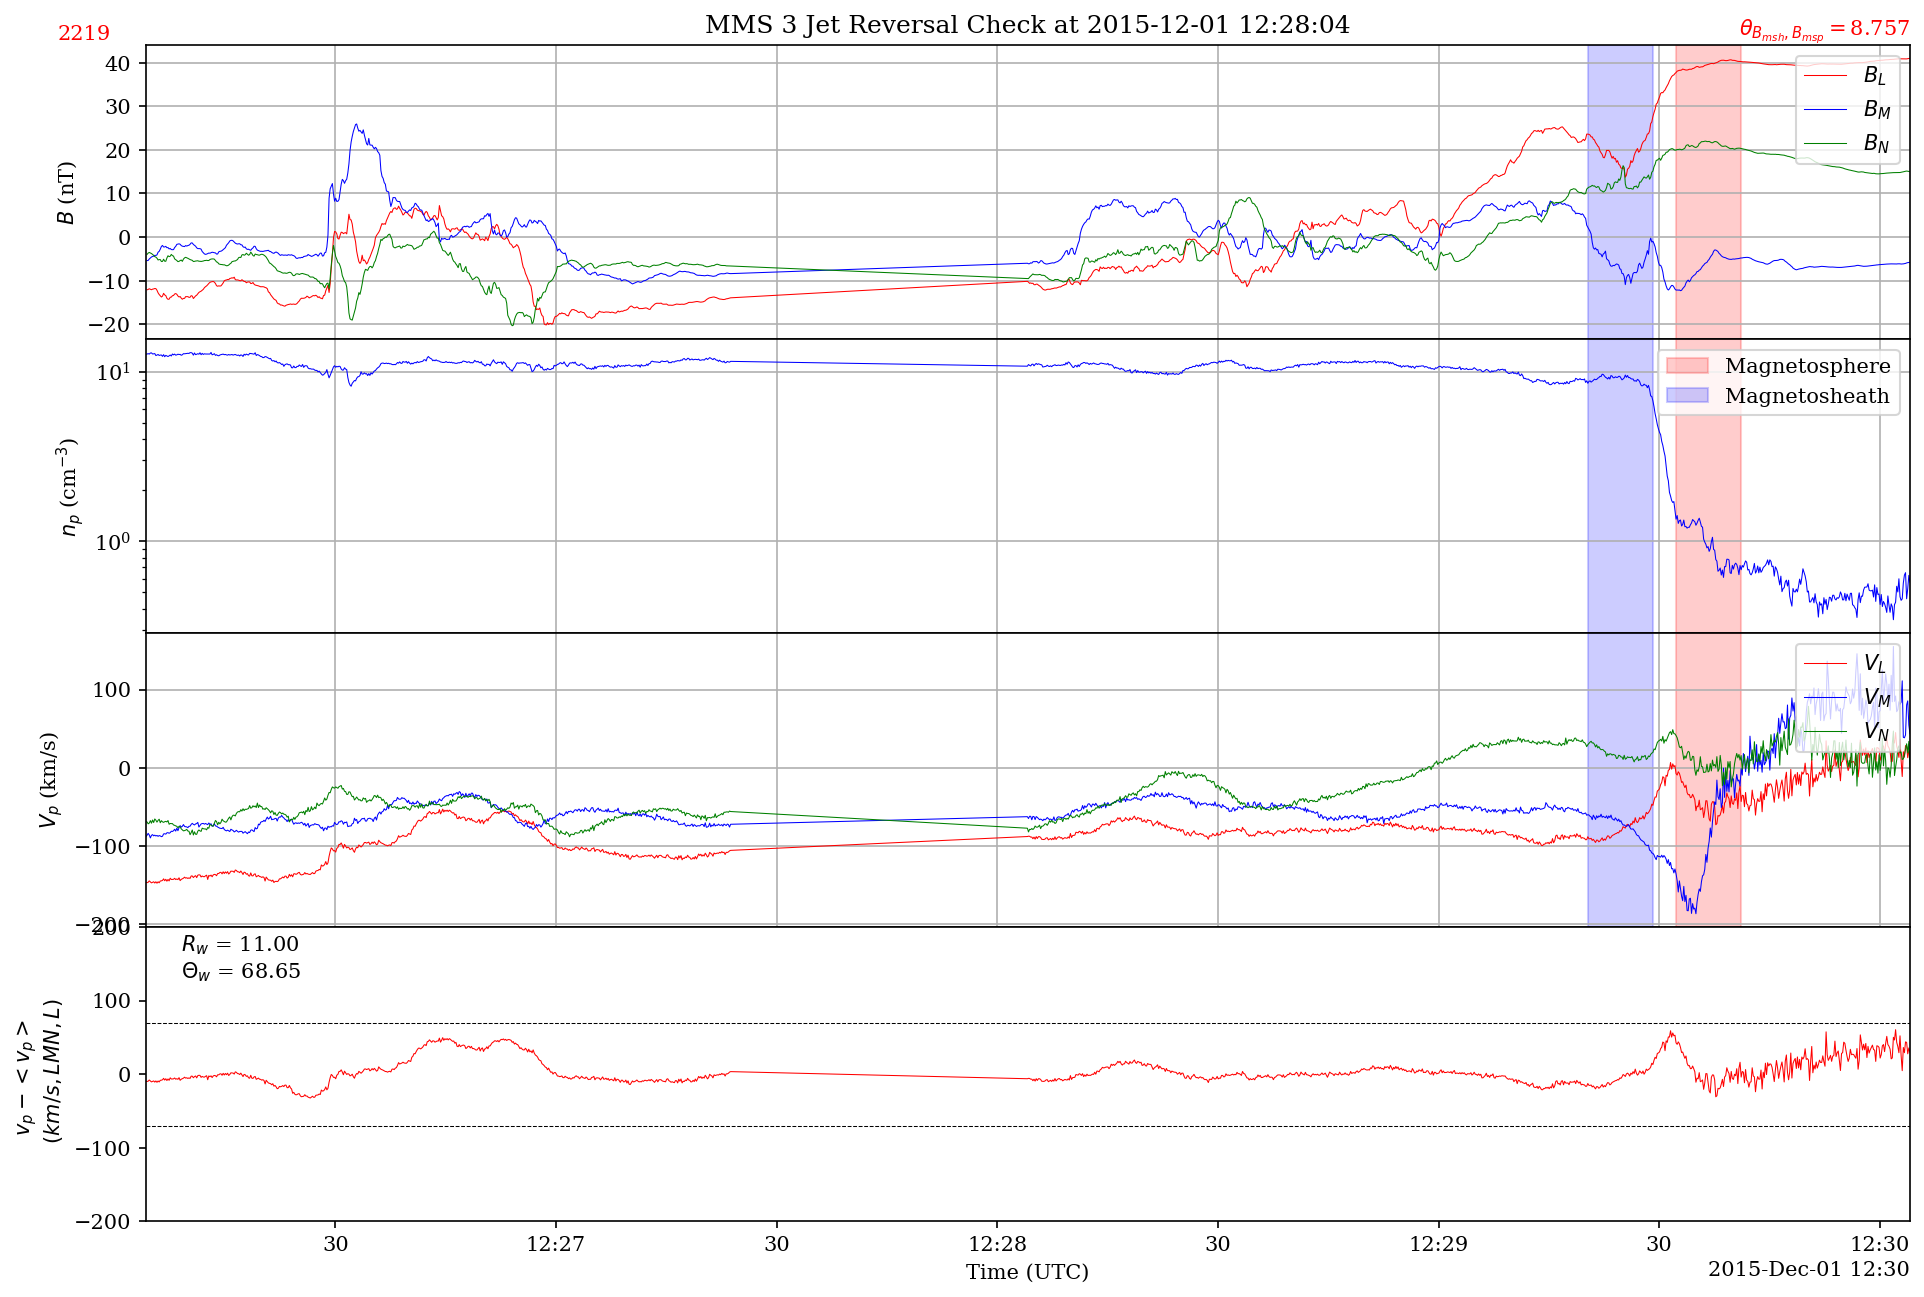 2219
MMS 3 Jet Reversal Check at 2015-12-01 12:28:04
θ_{B_{msh}, B_{msp}} = 8.757
40
30
20
10
0
−10
−20
B (nT)
B_L
B_M
B_N
10^1
10^0
n_p (cm^{−3})
Magnetosphere
Magnetosheath
100
0
−100
−200
V_p (km/s)
V_L
V_M
V_N
200
100
0
−100
−200
v_p − < v_p >
(km/s, LMN, L)
R_w = 11.00
Θ_w = 68.65
30
12:27
30
12:28
30
12:29
30
12:30
Time (UTC)
2015-Dec-01 12:30